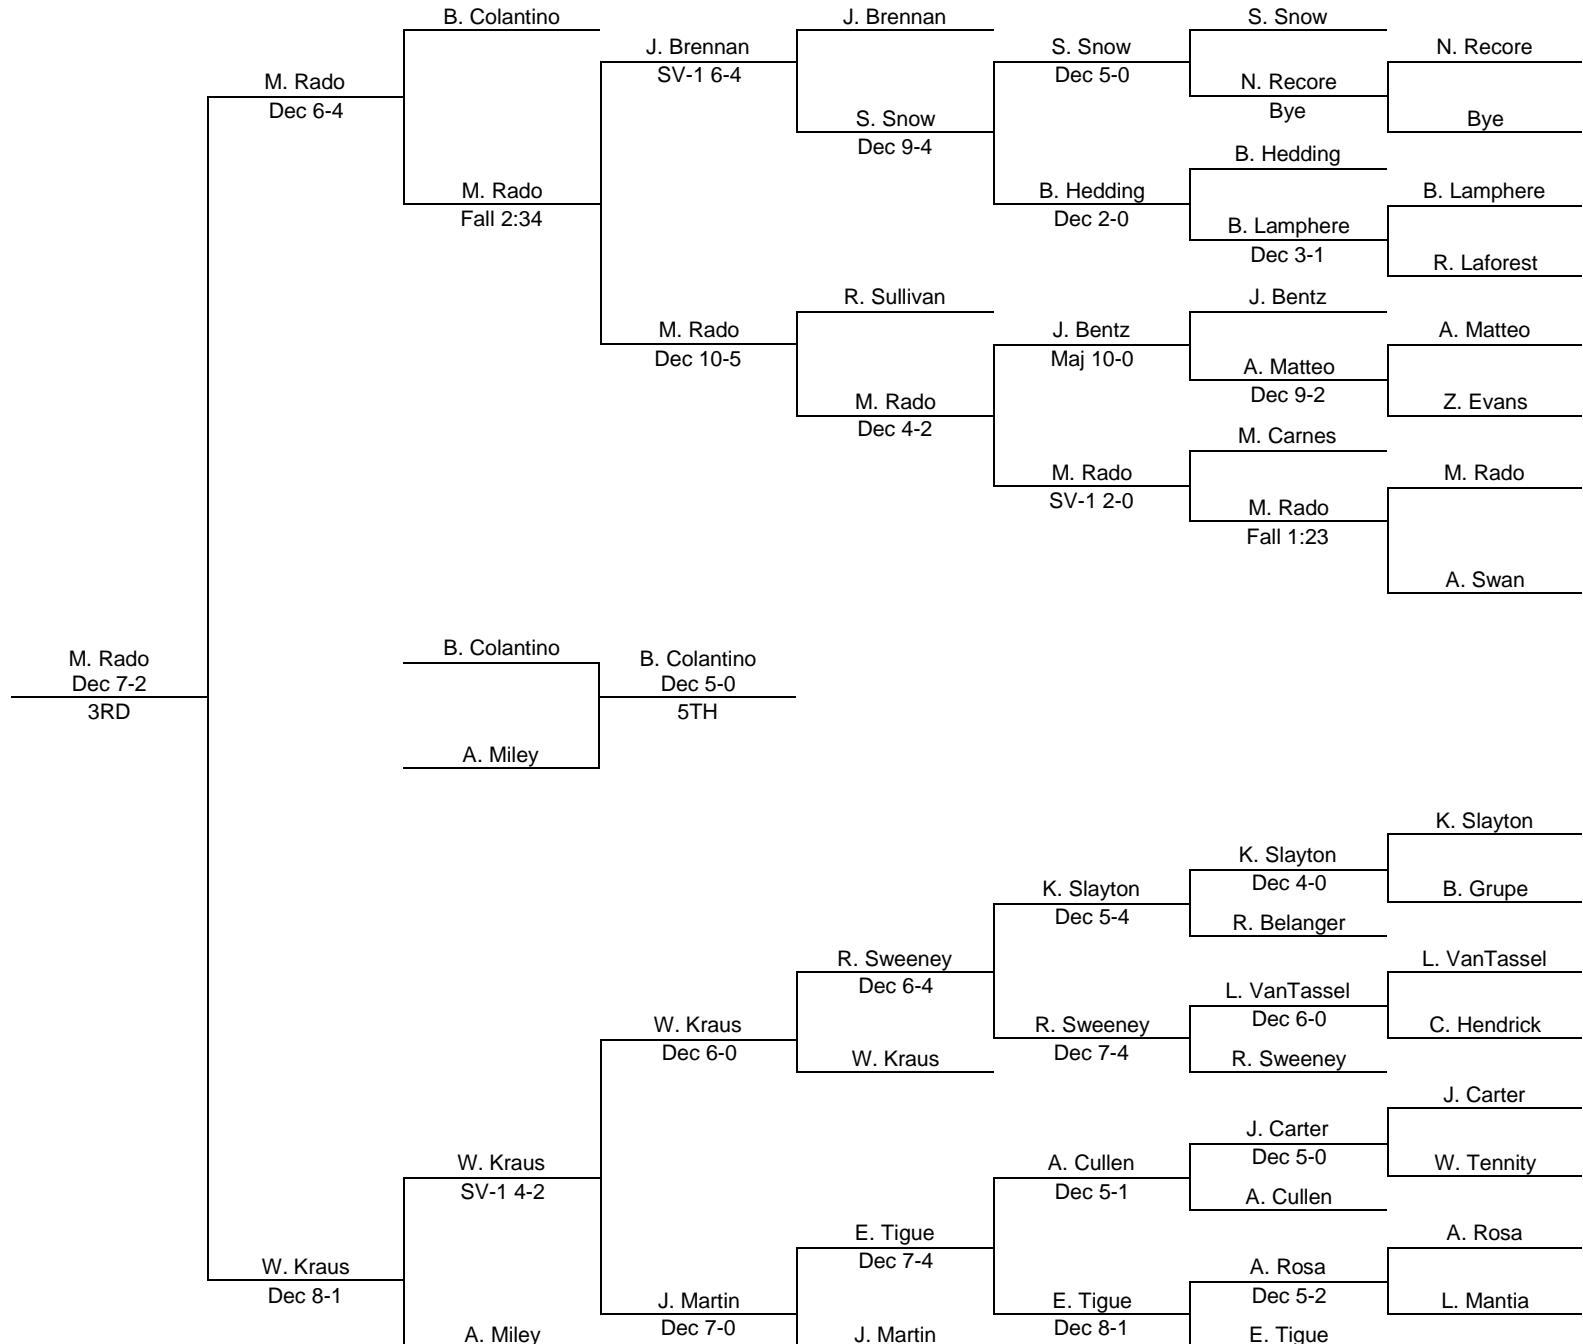 B. Colantino
J. Brennan
S. Snow
J. Brennan
SV-1 6-4
S. Snow
Dec 5-0
N. Recore
M. Rado
Dec 6-4
N. Recore
Bye
S. Snow
Dec 9-4
Bye
B. Hedding
M. Rado
Fall 2:34
B. Hedding
Dec 2-0
B. Lamphere
B. Lamphere
Dec 3-1
R. Laforest
R. Sullivan
J. Bentz
M. Rado
Dec 10-5
J. Bentz
Maj 10-0
A. Matteo
A. Matteo
Dec 9-2
M. Rado
Dec 4-2
Z. Evans
M. Carnes
M. Rado
SV-1 2-0
M. Rado
M. Rado
Fall 1:23
A. Swan
B. Colantino
M. Rado
Dec 7-2
3RD
B. Colantino
Dec 5-0
5TH
A. Miley
K. Slayton
K. Slayton
Dec 4-0
K. Slayton
Dec 5-4
B. Grupe
R. Belanger
R. Sweeney
Dec 6-4
L. VanTassel
L. VanTassel
Dec 6-0
W. Kraus
Dec 6-0
R. Sweeney
Dec 7-4
C. Hendrick
W. Kraus
R. Sweeney
J. Carter
J. Carter
Dec 5-0
W. Kraus
SV-1 4-2
A. Cullen
Dec 5-1
W. Tennity
A. Cullen
E. Tigue
Dec 7-4
A. Rosa
W. Kraus
Dec 8-1
A. Rosa
Dec 5-2
J. Martin
Dec 7-0
E. Tigue
Dec 8-1
L. Mantia
A. Miley
J. Martin
E. Tigue